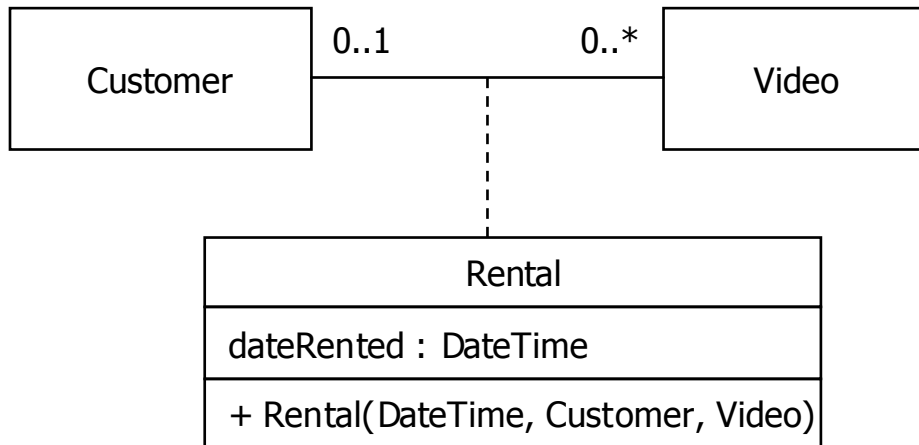 0..1 0..*
Customer Video
Rental
dateRented : DateTime
+ Rental(DateTime, Customer, Video)